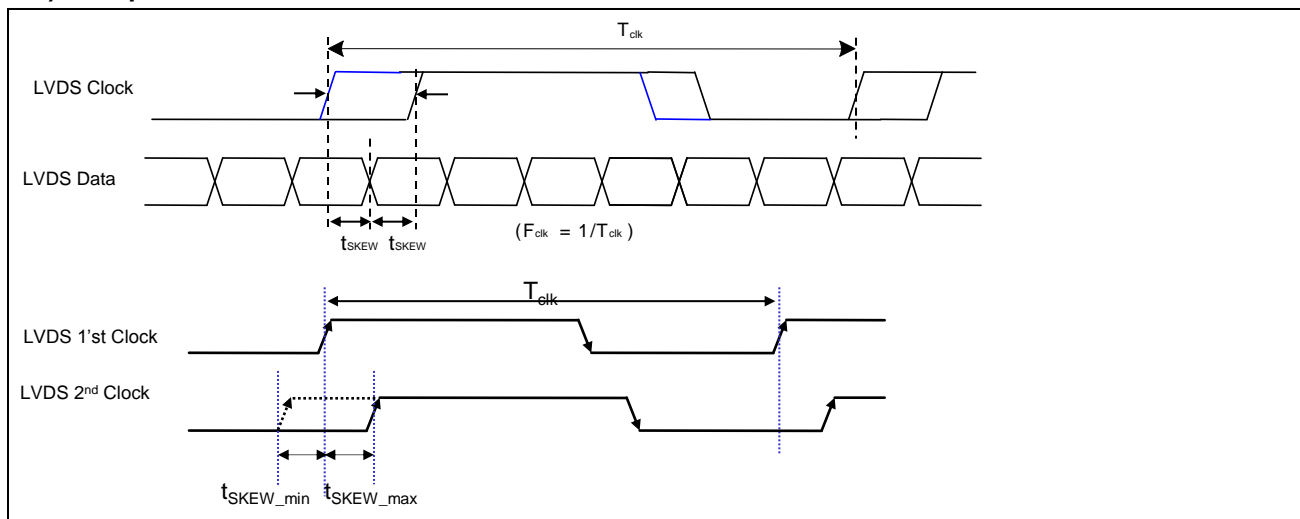 Tclk
LVDS Clock
LVDS Data
tSKEW tSKEW
(Fclk = 1/Tclk)
Tclk
LVDS 1'st Clock
LVDS 2nd Clock
tSKEW_min tSKEW_max